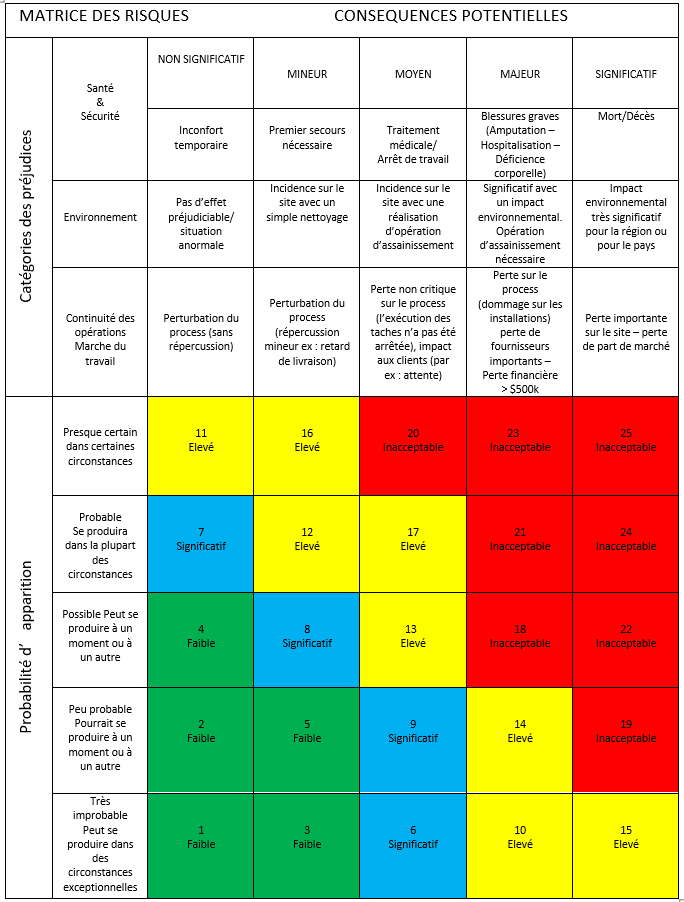 MATRICE DES RISQUES
CONSEQUENCES POTENTIELLES
Catégories des préjudices
Santé
&
Sécurité
NON SIGNIFICATIF
MINEUR
MOYEN
MAJEUR
SIGNIFICATIF
Inconfort
temporaire
Premier secours
nécessaire
Traitement
médicale/
Arrêt de travail
Blessures graves
(Amputation –
Hospitalisation –
Déficience
corporelle)
Mort/Décès
Environnement
Pas d’effet
préjudiciable/
situation
anormale
Incidence sur le
site avec un
simple nettoyage
Incidence sur le
site avec une
réalisation
d’opération
d’assainissement
Significatif avec
un impact
environnemental.
Opération
d’assainissement
nécessaire
Impact
environnemental
très significatif
pour la région ou
pour le pays
Continuité des
opérations
Marche du
travail
Perturbation du
process (sans
répercussion)
Perturbation du
process
(répercussion
mineur ex : retard
de livraison)
Perte non critique
sur le process
(l’exécution des
taches n’a pas été
arrêtée), impact
aux clients (par
ex : attente)
Perte sur le
process
(dommage sur les
installations)
perte de
fournisseurs
importants –
Perte financière
> $500k
Perte importante
sur le site – perte
de part de marché
Probabilité d’ apparition
Presque certain
dans certaines
circonstances
11
Elevé
16
Elevé
20
Inacceptable
23
Inacceptable
25
Inacceptable
Probable
Se produira
dans la plupart
des
circonstances
7
Significatif
12
Elevé
17
Elevé
21
Inacceptable
24
Inacceptable
Possible Peut se
produire à un
moment ou à
un autre
4
Faible
8
Significatif
13
Elevé
18
Inacceptable
22
Inacceptable
Peu probable
Pourrait se
produire à un
moment ou à
un autre
2
Faible
5
Faible
9
Significatif
14
Elevé
19
Inacceptable
Très
improbable
Peut se
produire dans
des
circonstances
exceptionnelles
1
Faible
3
Faible
6
Significatif
10
Elevé
15
Elevé